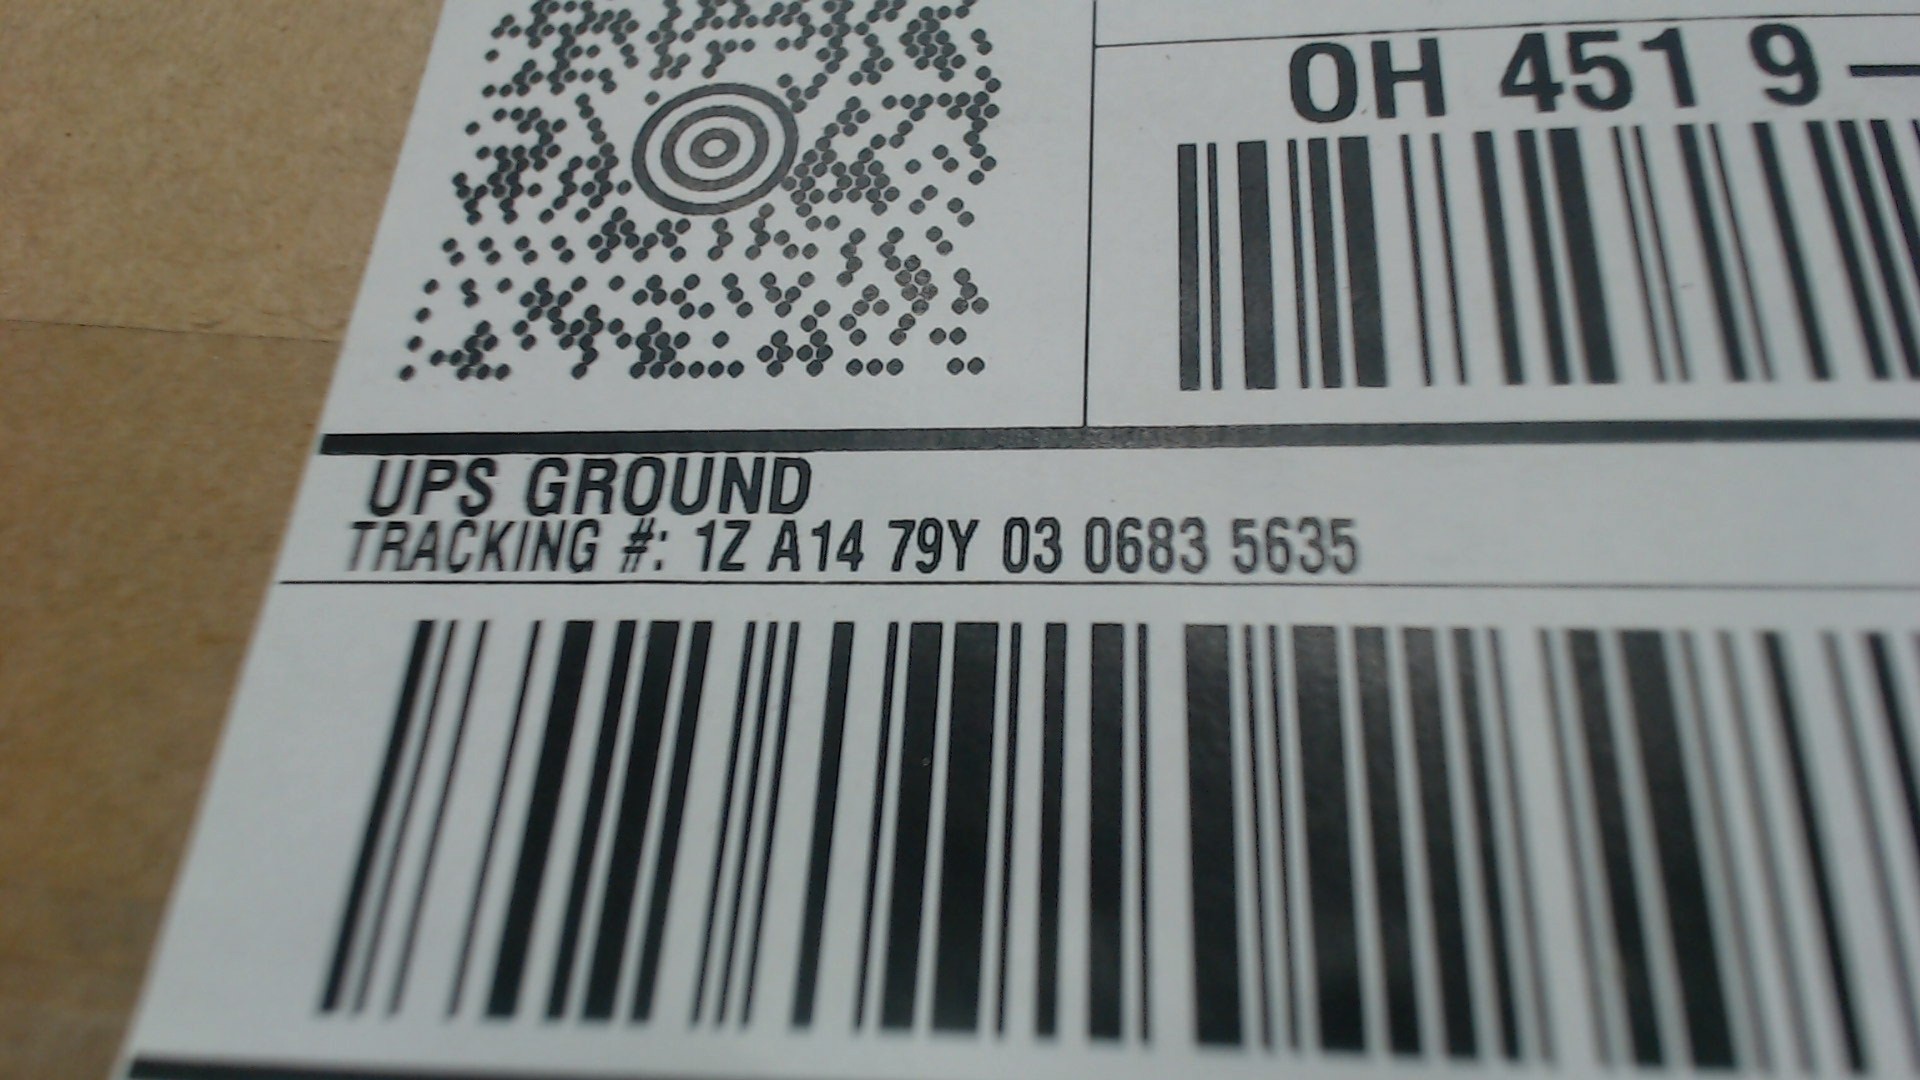 OH 451 9-
UPS GROUND
TRACKING #: 1Z A14 79Y 03 0683 5635